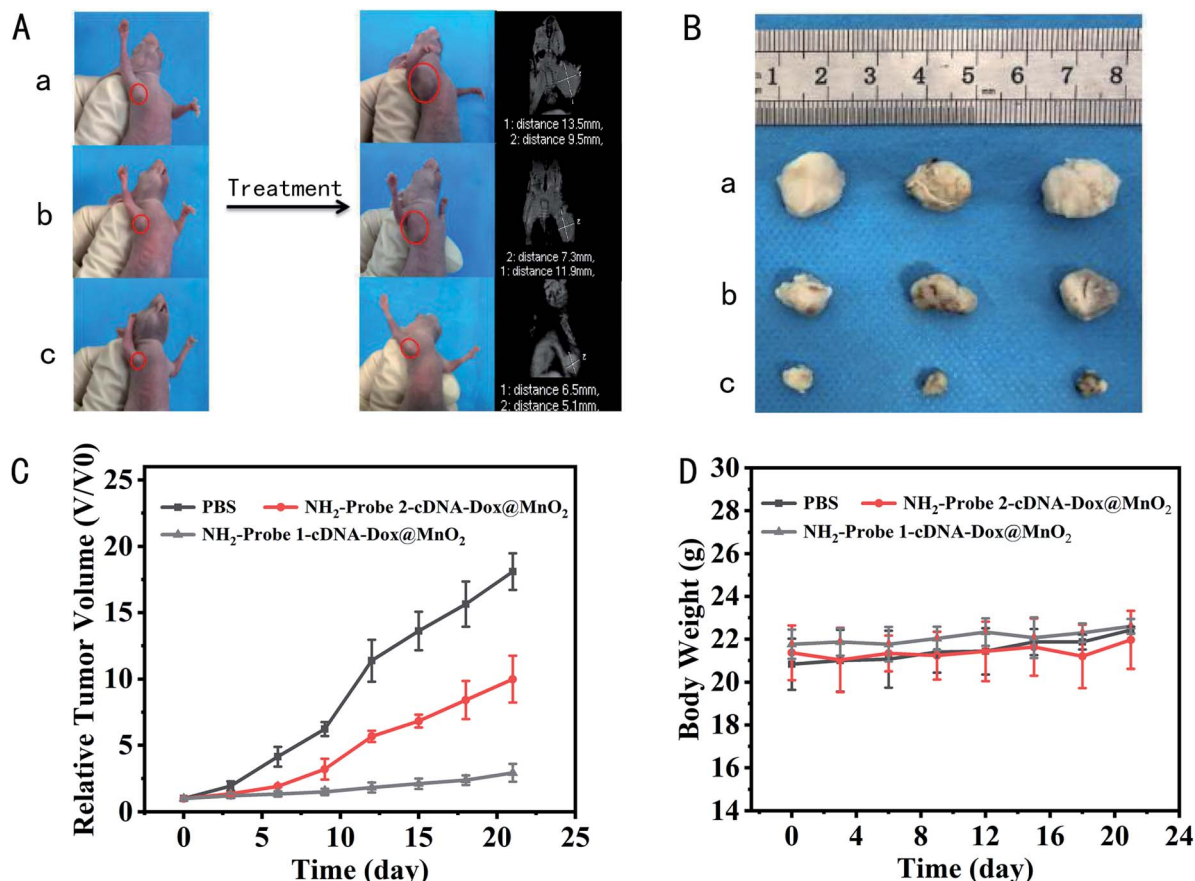 A
a
b
c
Treatment
1: distance 13.5mm,
2: distance 9.5mm,
2: distance 7.3mm,
1: distance 11.9mm,
1: distance 6.5mm,
2: distance 5.1mm,
B
1 2 3 4 5 6 7 8
mm
a
b
c
C
Relative Tumor Volume (V/V0)
25
20
15
10
5
0
PBS
NH₂-Probe 2-cDNA-Dox@MnO₂
NH₂-Probe 1-cDNA-Dox@MnO₂
0 5 10 15 20 25
Time (day)
D
Body Weight (g)
30
28
26
24
22
20
18
16
14
PBS
NH₂-Probe 2-cDNA-Dox@MnO₂
NH₂-Probe 1-cDNA-Dox@MnO₂
0 4 8 12 16 20 24
Time (day)